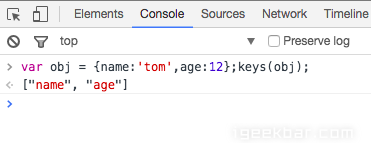 Elements Console Sources Network Timeline
top Preserve log
> var obj = {name:'tom',age:12};keys(obj);
< ["name", "age"]
>
igeekbar.com